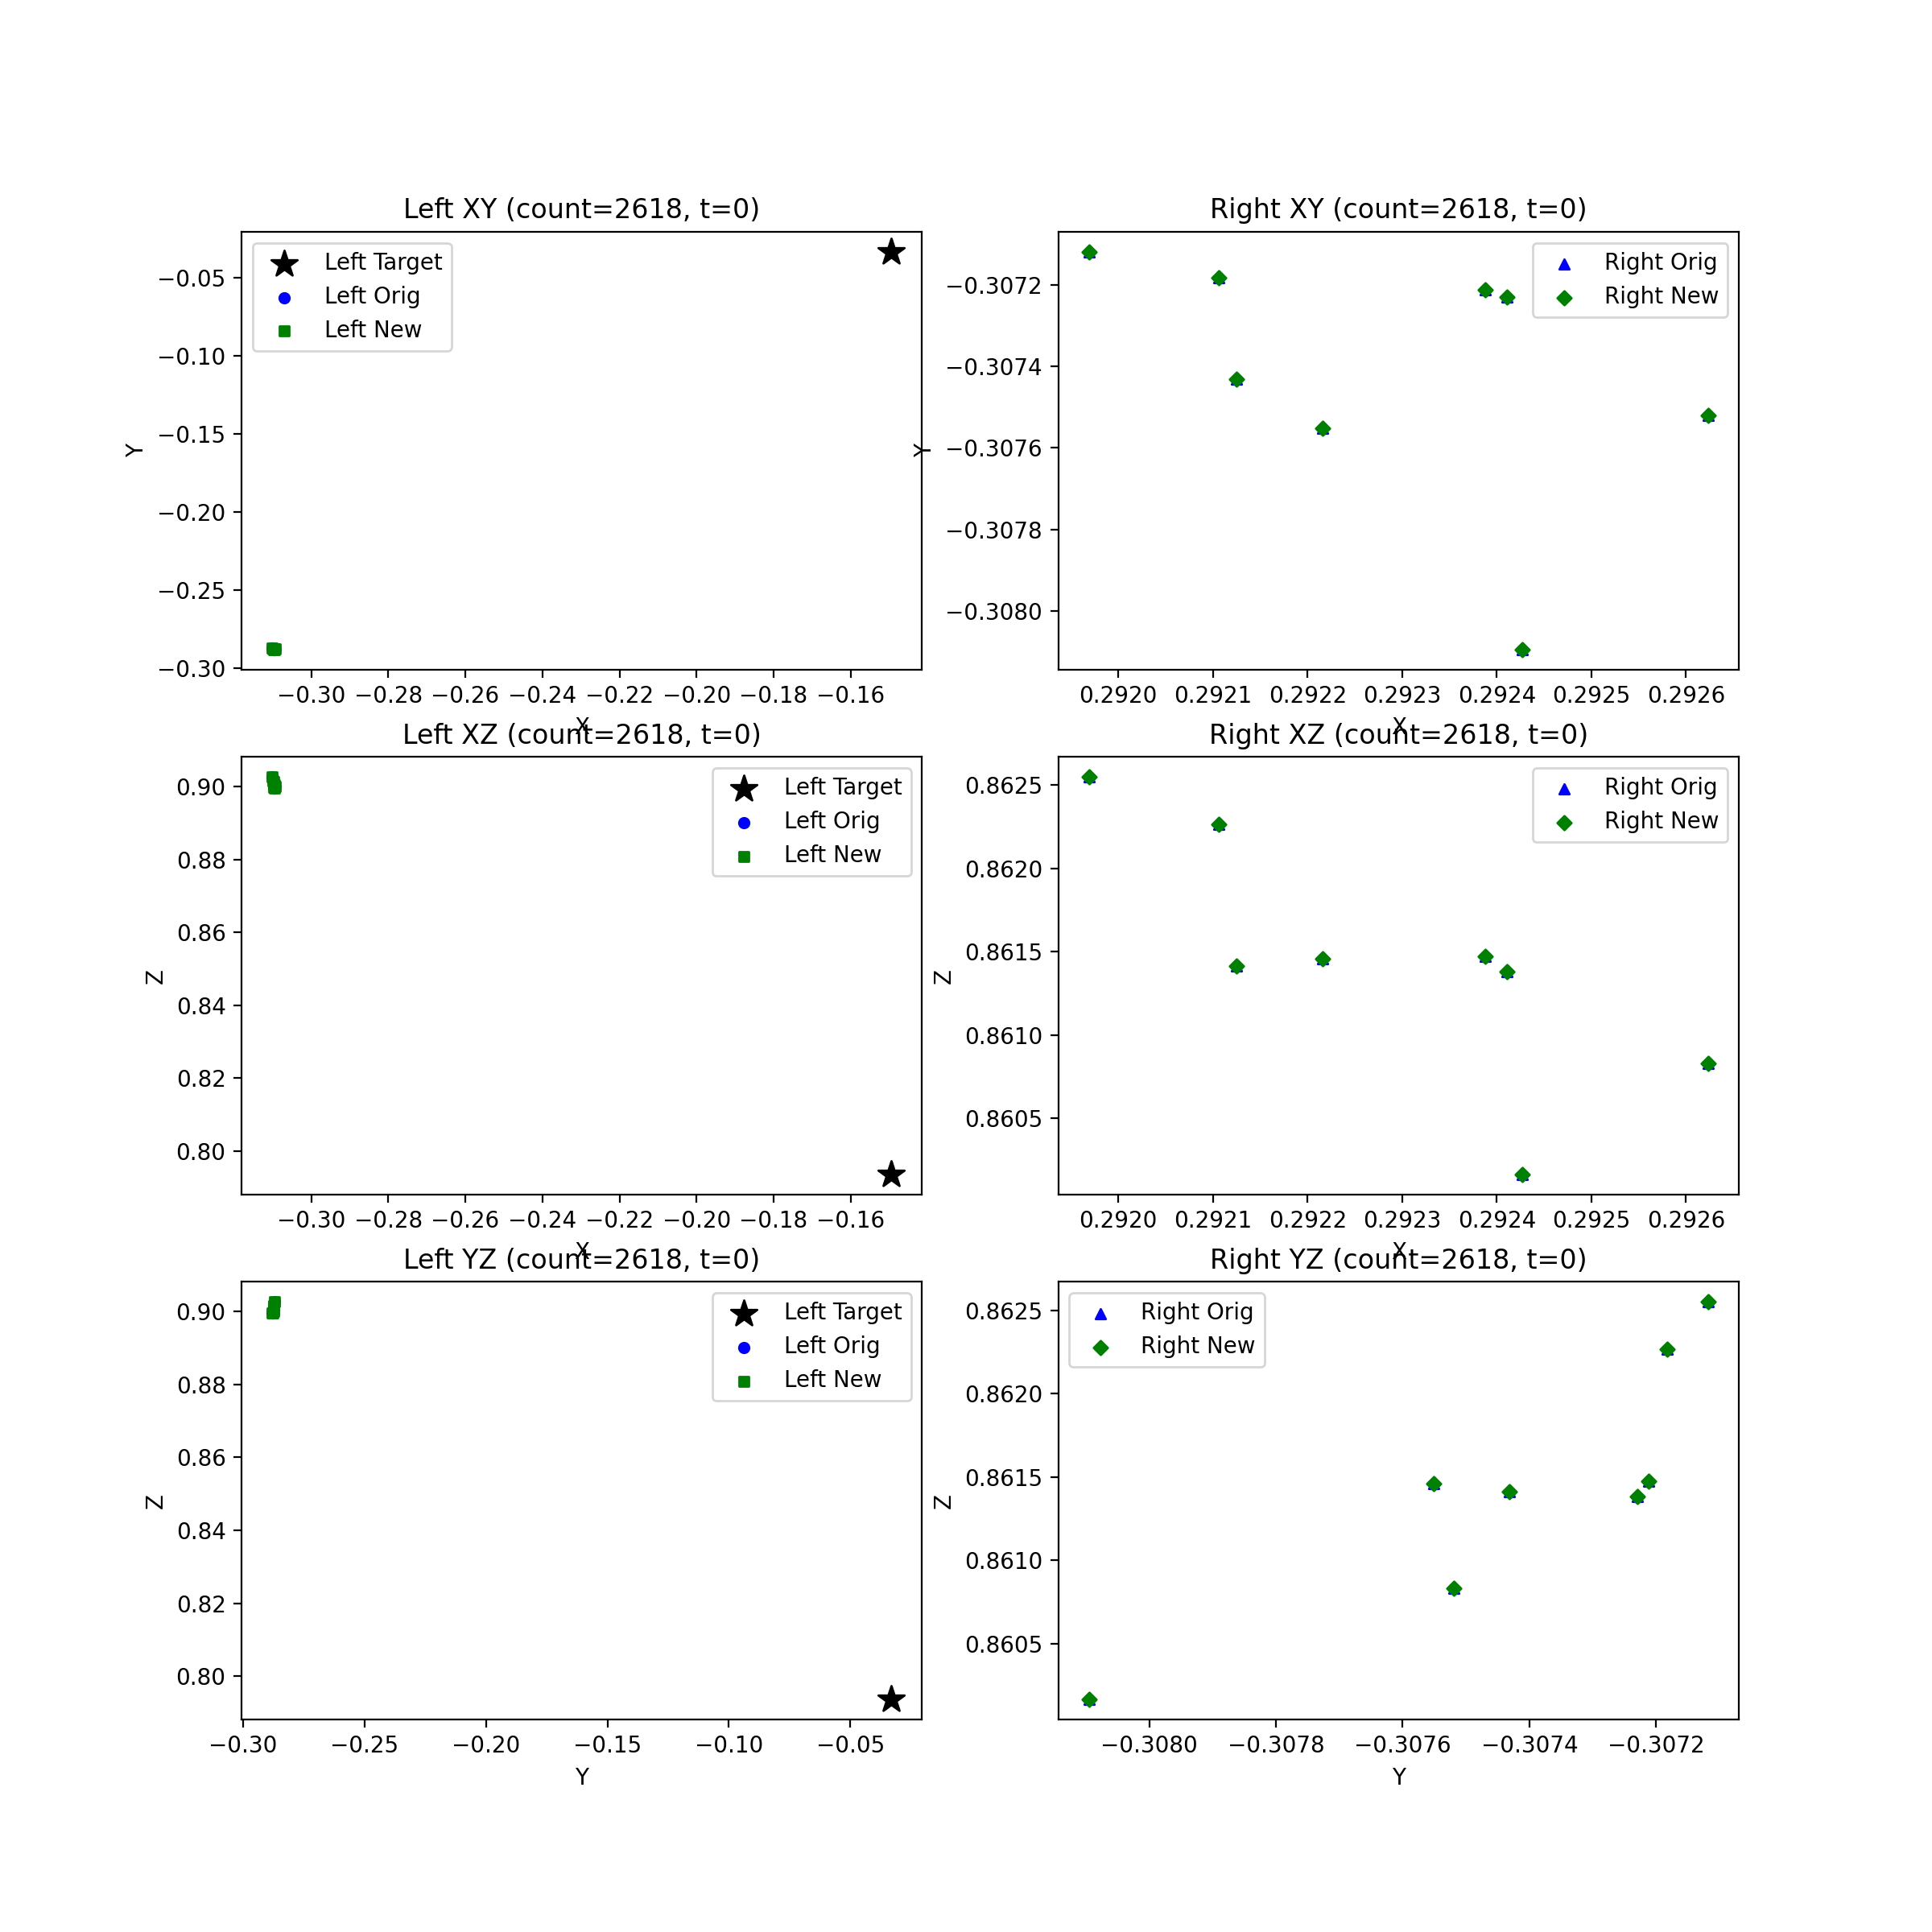 Left XY (count=2618, t=0)
Left Target
Left Orig
Left New
Y
−0.05
−0.10
−0.15
−0.20
−0.25
−0.30
−0.30 −0.28 −0.26 −0.24 −0.22 −0.20 −0.18 −0.16
X
Right XY (count=2618, t=0)
Right Orig
Right New
Y
−0.3072
−0.3074
−0.3076
−0.3078
−0.3080
0.2920 0.2921 0.2922 0.2923 0.2924 0.2925 0.2926
X
Left XZ (count=2618, t=0)
Left Target
Left Orig
Left New
Z
0.90
0.88
0.86
0.84
0.82
0.80
−0.30 −0.28 −0.26 −0.24 −0.22 −0.20 −0.18 −0.16
X
Right XZ (count=2618, t=0)
Right Orig
Right New
Z
0.8625
0.8620
0.8615
0.8610
0.8605
0.2920 0.2921 0.2922 0.2923 0.2924 0.2925 0.2926
X
Left YZ (count=2618, t=0)
Left Target
Left Orig
Left New
Z
0.90
0.88
0.86
0.84
0.82
0.80
−0.30 −0.25 −0.20 −0.15 −0.10 −0.05
Y
Right YZ (count=2618, t=0)
Right Orig
Right New
Z
0.8625
0.8620
0.8615
0.8610
0.8605
−0.3080 −0.3078 −0.3076 −0.3074 −0.3072
Y